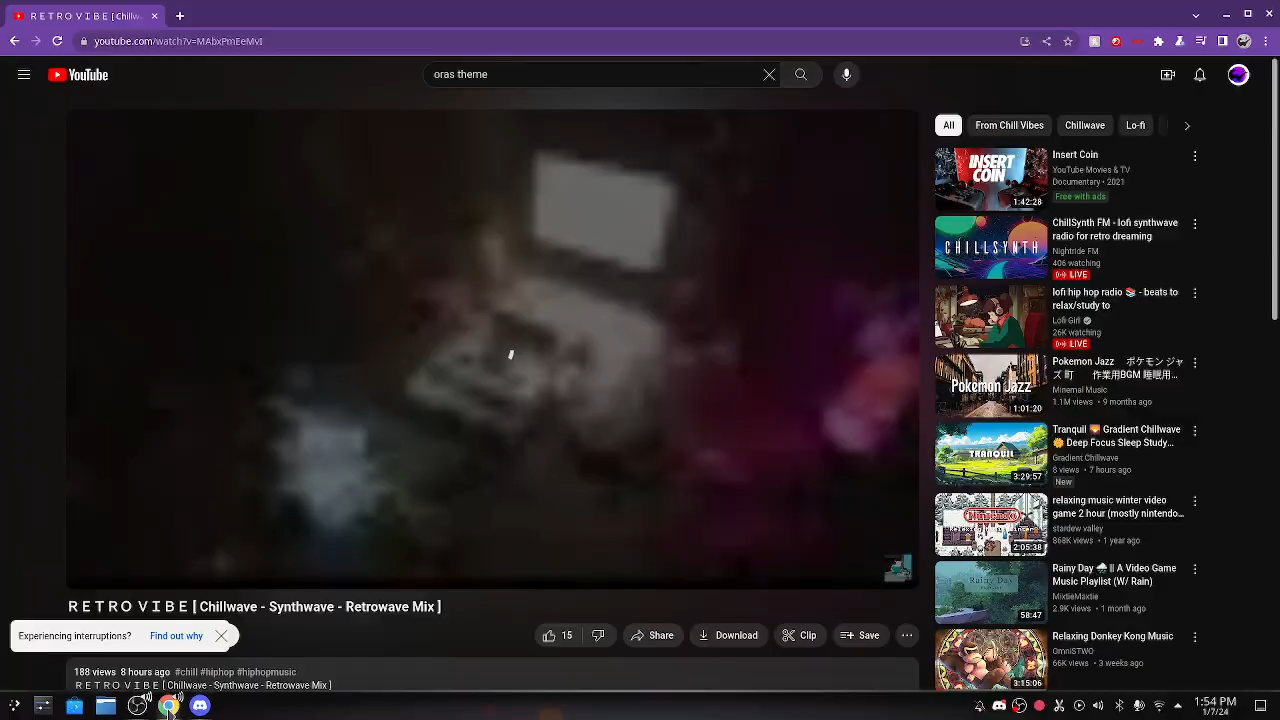 R E T R O V I B E [ Chillw
youtube.com/watch?v=MAbxPmEeMvI
YouTube
oras theme
All
From Chill Vibes
Chillwave
Lo-fi
INSERT
COIN
1:42:28
Insert Coin
YouTube Movies & TV
Documentary • 2021
Free with ads
CHILLSYNTH
ChillSynth FM - lofi synthwave
radio for retro dreaming
Nightride FM
406 watching
LIVE
lofi hip hop radio 📚 - beats to
relax/study to
Lofi Girl
26K watching
LIVE
Pokemon Jazz
1:01:20
Pokemon Jazz ポケモン ジャ
ズ 町 作業用BGM 睡眠用...
Minemal Music
1.1M views • 9 months ago
TRANQUIL
3:29:57
Tranquil 🌄 Gradient Chillwave
🌼 Deep Focus Sleep Study...
Gradient Chillwave
8 views • 7 hours ago
New
Nintendo
2:05:38
relaxing music winter video
game 2 hour (mostly nintendo...
stardew valley
868K views • 1 year ago
Rainy Day
58:47
Rainy Day 🌧️ || A Video Game
Music Playlist (W/ Rain)
MixtieMaxtie
2.9K views • 1 month ago
3:15:06
Relaxing Donkey Kong Music
OmniSTWO
66K views • 3 weeks ago
R E T R O V I B E [ Chillwave - Synthwave - Retrowave Mix ]
Experiencing interruptions?
Find out why
15
Share
Download
Clip
Save
188 views 8 hours ago #chill #hiphop #hiphopmusic
R E T R O V I B E [ Chillwave - Synthwave - Retrowave Mix ]
1:54 PM
1/7/24